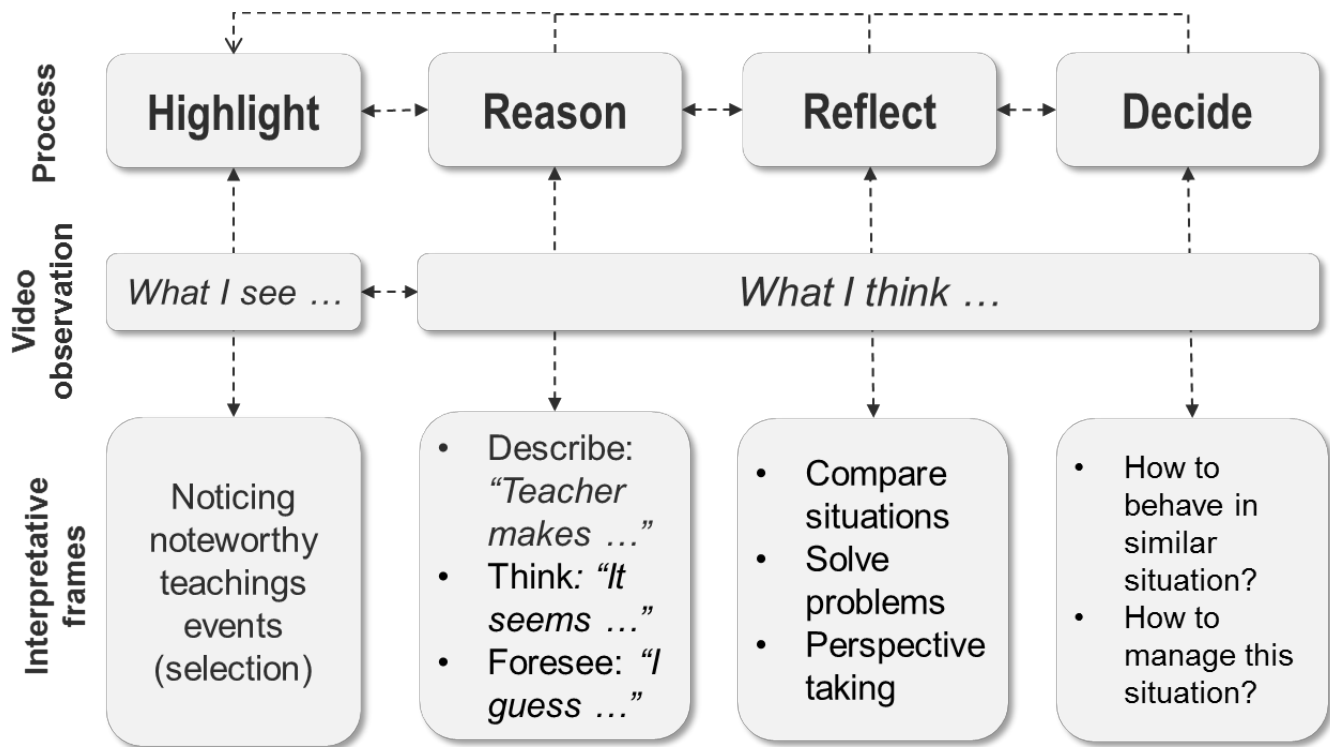 Process
Highlight
Reason
Reflect
Decide
Video
observation
What I see …
What I think …
Interpretative
frames
Noticing
noteworthy
teachings
events
(selection)
• Describe:
“Teacher
makes …”
• Think: “It
seems …”
• Foresee: “I
guess …”
• Compare
situations
• Solve
problems
• Perspective
taking
• How to
behave in
similar
situation?
• How to
manage this
situation?